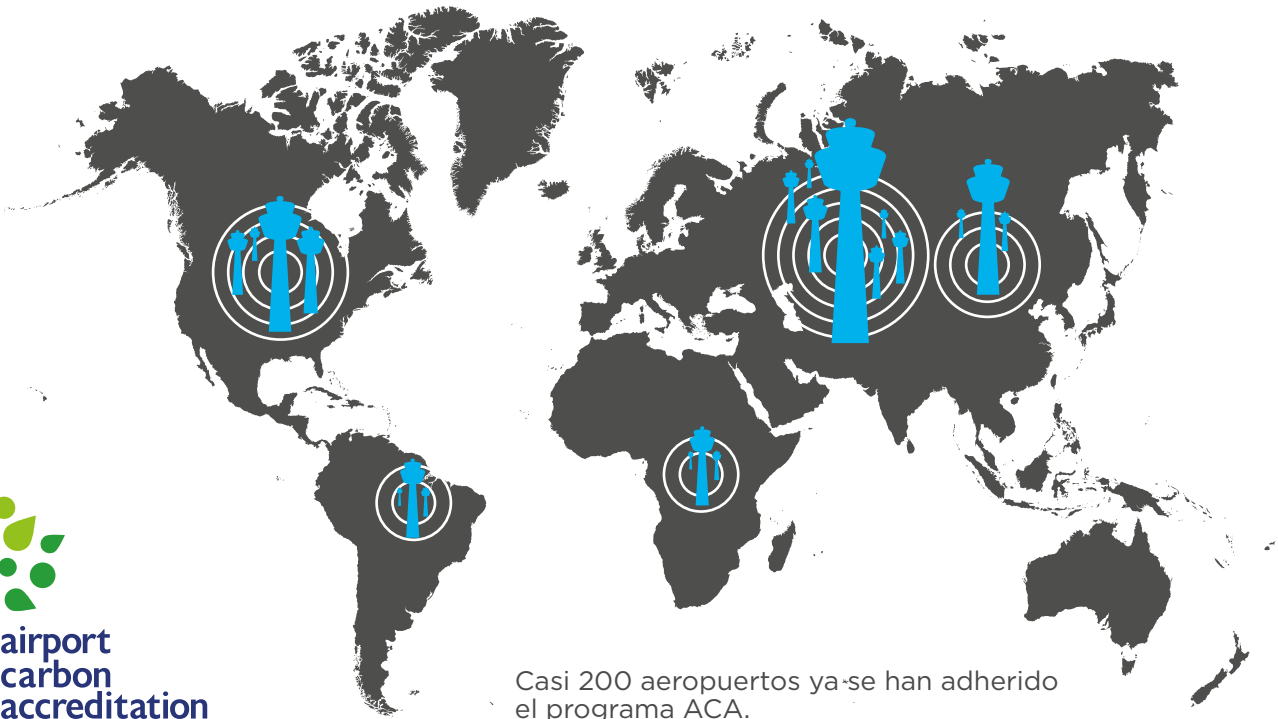 airport
carbon
accreditation
Casi 200 aeropuertos ya se han adherido
el programa ACA.